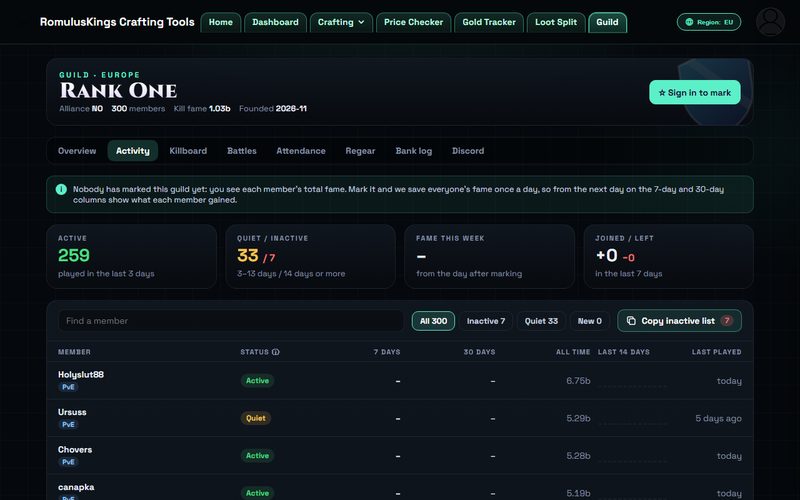 RomulusKings Crafting Tools
Home
Dashboard
Crafting
Price Checker
Gold Tracker
Loot Split
Guild
Region: EU
GUILD · EUROPE
RANK ONE
Alliance NO 300 members Kill fame 1.03b Founded 2026-11
☆ Sign in to mark
Overview
Activity
Killboard
Battles
Attendance
Regear
Bank log
Discord
Nobody has marked this guild yet: you see each member's total fame. Mark it and we save everyone's fame once a day, so from the next day on the 7-day and 30-day
columns show what each member gained.
ACTIVE
259
played in the last 3 days
QUIET / INACTIVE
33 / 7
3–13 days / 14 days or more
FAME THIS WEEK
–
from the day after marking
JOINED / LEFT
+0 -0
in the last 7 days
Find a member
All 300
Inactive 7
Quiet 33
New 0
Copy inactive list 7
MEMBER STATUS 7 DAYS 30 DAYS ALL TIME LAST 14 DAYS LAST PLAYED
Holyslut88
PvE
Active – – 6.75b today
Ursuss
PvE
Quiet – – 5.29b 5 days ago
Chovers
PvE
Active – – 5.28b today
canapka
PvE
Active – – 5.19b today